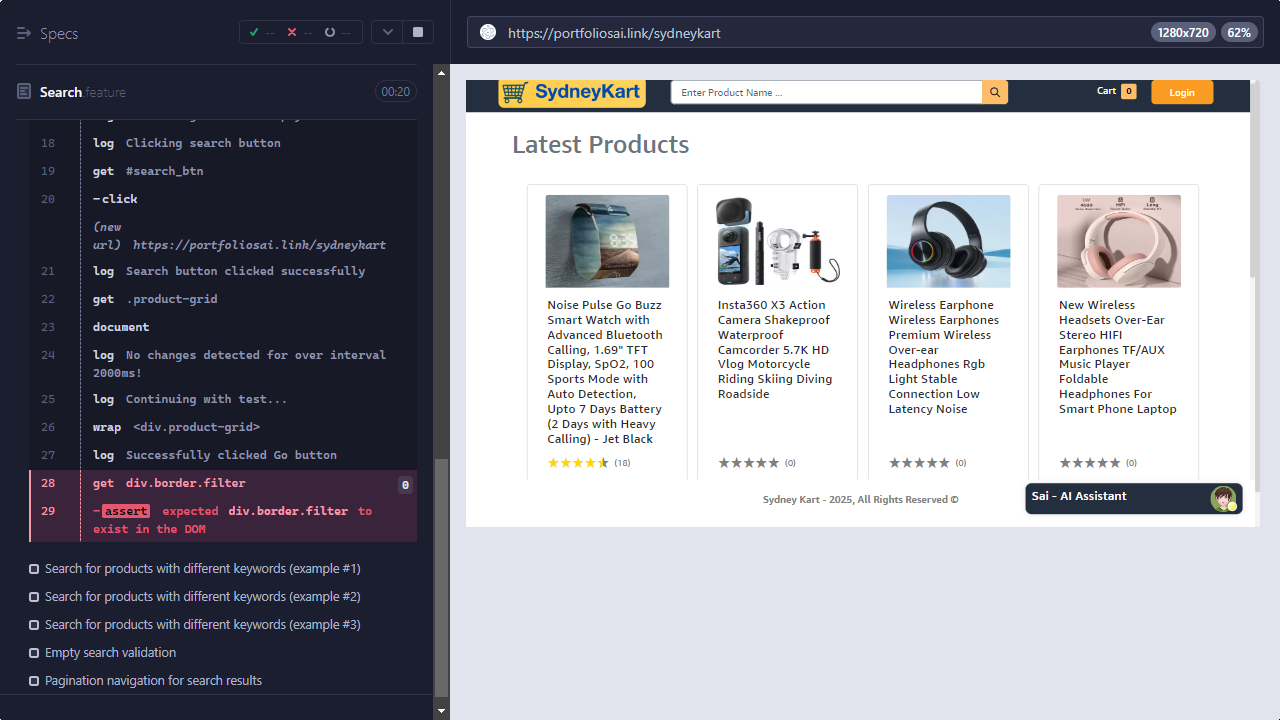 Specs
--
--
--
https://portfoliosai.link/sydneykart
1280x720
62%
Search.feature
00:20
18 log Clicking search button
19 get #search_btn
20 -click
(new
url) https://portfoliosai.link/sydneykart
21 log Search button clicked successfully
22 get .product-grid
23 document
24 log No changes detected for over interval
2000ms!
25 log Continuing with test...
26 wrap <div.product-grid>
27 log Successfully clicked Go button
28 get div.border.filter 0
29 -assert expected div.border.filter to
exist in the DOM
Search for products with different keywords (example #1)
Search for products with different keywords (example #2)
Search for products with different keywords (example #3)
Empty search validation
Pagination navigation for search results
SydneyKart
Enter Product Name ...
Cart 0
Login
Latest Products
Noise Pulse Go Buzz
Smart Watch with
Advanced Bluetooth
Calling, 1.69" TFT
Display, SpO2, 100
Sports Mode with
Auto Detection,
Upto 7 Days Battery
(2 Days with Heavy
Calling) - Jet Black
(18)
Insta360 X3 Action
Camera Shakeproof
Waterproof
Camcorder 5.7K HD
Vlog Motorcycle
Riding Skiing Diving
Roadside
(0)
Wireless Earphone
Wireless Earphones
Premium Wireless
Over-ear
Headphones Rgb
Light Stable
Connection Low
Latency Noise
(0)
New Wireless
Headsets Over-Ear
Stereo HIFI
Earphones TF/AUX
Music Player
Foldable
Headphones For
Smart Phone Laptop
(0)
Sydney Kart - 2025, All Rights Reserved ©
Sai - AI Assistant